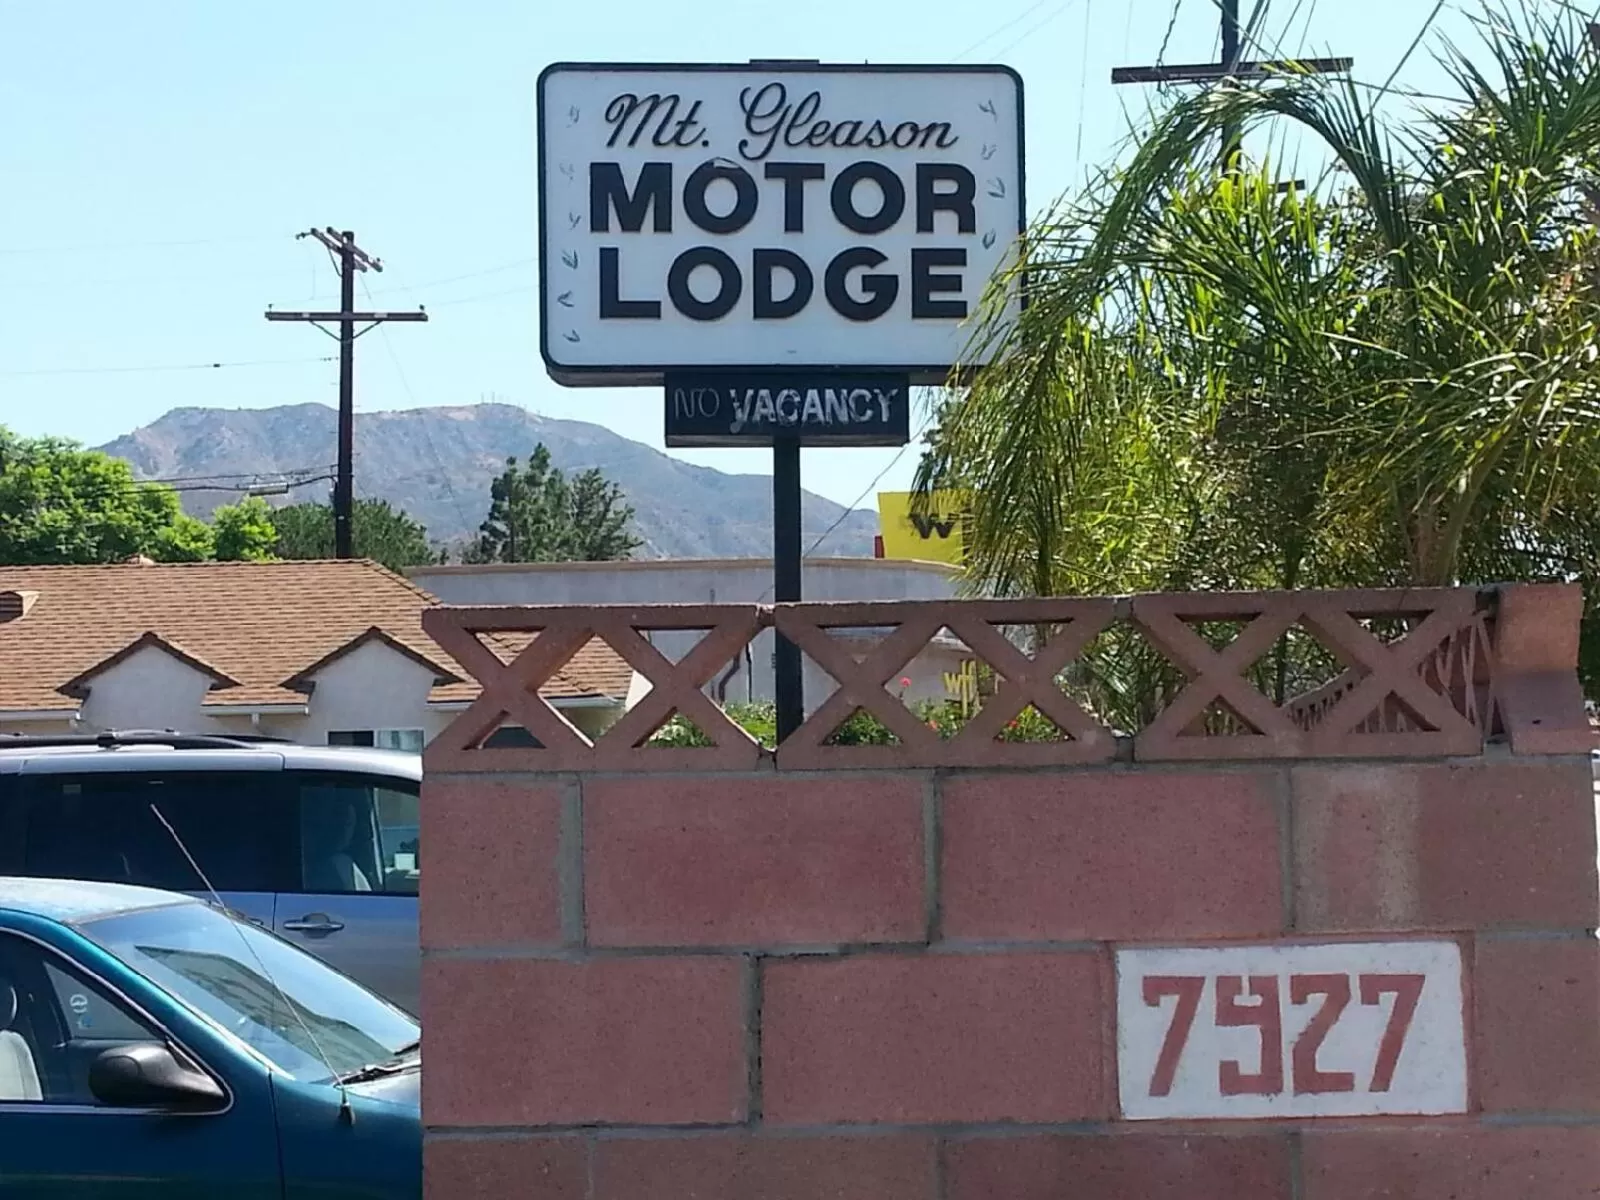 Mt. Gleason
MOTOR
LODGE
NO VACANCY
7927